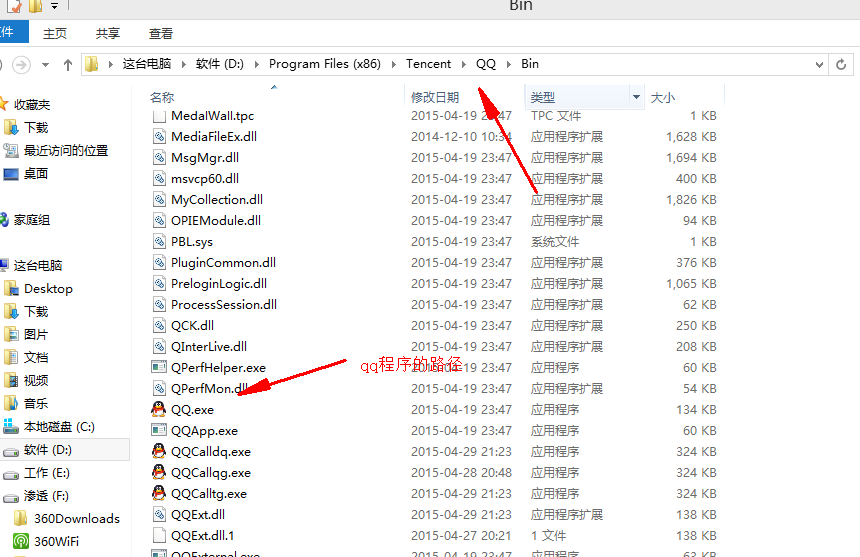 Bin
件 主页 共享 查看
这台电脑 软件 (D:) Program Files (x86) Tencent QQ Bin
名称 修改日期 类型 大小
收藏夹
下载
最近访问的位置
桌面
家庭组
这台电脑
Desktop
下载
图片
文档
视频
音乐
本地磁盘 (C:)
软件 (D:)
工作 (E:)
渗透 (F:)
360Downloads
360WiFi
MedalWall.tpc 2015-04-19 23:47 TPC 文件 1 KB
MediaFileEx.dll 2014-12-10 10:34 应用程序扩展 1,628 KB
MsgMgr.dll 2015-04-19 23:47 应用程序扩展 1,694 KB
msvcp60.dll 2015-04-19 23:47 应用程序扩展 400 KB
MyCollection.dll 2015-04-19 23:47 应用程序扩展 1,826 KB
OPIEModule.dll 2015-04-19 23:47 应用程序扩展 94 KB
PBL.sys 2015-04-19 23:47 系统文件 1 KB
PluginCommon.dll 2015-04-19 23:47 应用程序扩展 376 KB
PreloginLogic.dll 2015-04-19 23:47 应用程序扩展 1,065 KB
ProcessSession.dll 2015-04-19 23:47 应用程序扩展 62 KB
QCK.dll 2015-04-19 23:47 应用程序扩展 250 KB
QInterLive.dll 2015-04-19 23:47 应用程序扩展 208 KB
qq程序的路径
QPerfHelper.exe 应用程序 60 KB
QPerfMon.dll 2015-04-19 23:47 应用程序扩展 54 KB
QQ.exe 2015-04-19 23:47 应用程序 134 KB
QQApp.exe 2015-04-19 23:47 应用程序 60 KB
QQCalldq.exe 2015-04-29 21:23 应用程序 324 KB
QQCallqg.exe 2015-04-28 20:48 应用程序 324 KB
QQCalltg.exe 2015-04-29 21:23 应用程序 324 KB
QQExt.dll 2015-04-29 21:23 应用程序扩展 138 KB
QQExt.dll.1 2015-04-27 20:21 1 文件 138 KB
QQExternal.exe 2015-04-19 23:47 应用程序 63 KB